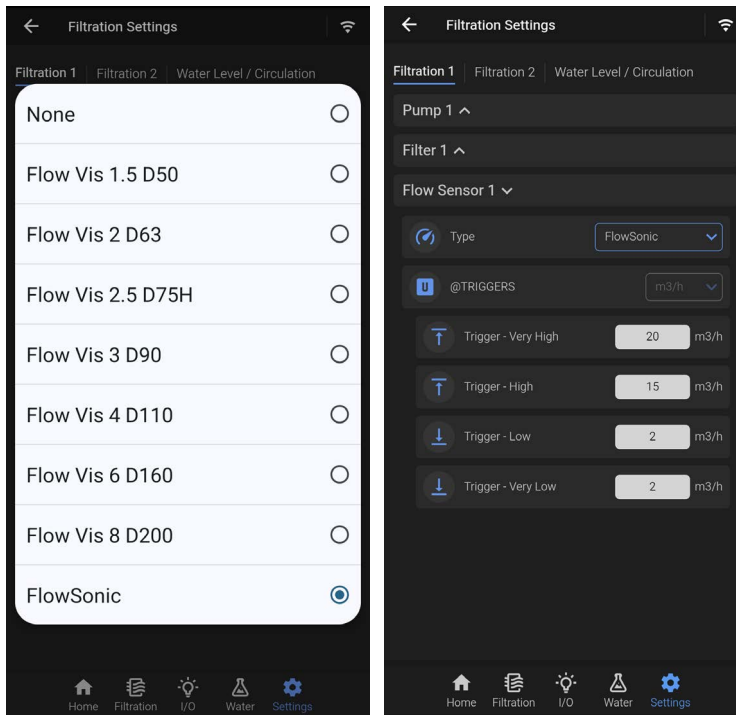 Filtration Settings
Filtration 1 Filtration 2 Water Level / Circulation
None
Flow Vis 1.5 D50
Flow Vis 2 D63
Flow Vis 2.5 D75H
Flow Vis 3 D90
Flow Vis 4 D110
Flow Vis 6 D160
Flow Vis 8 D200
FlowSonic
Home Filtration I/O Water Settings
Filtration Settings
Filtration 1 Filtration 2 Water Level / Circulation
Pump 1
Filter 1
Flow Sensor 1
Type FlowSonic
U @TRIGGERS m3/h
Trigger - Very High 20 m3/h
Trigger - High 15 m3/h
Trigger - Low 2 m3/h
Trigger - Very Low 2 m3/h
Home Filtration I/O Water Settings